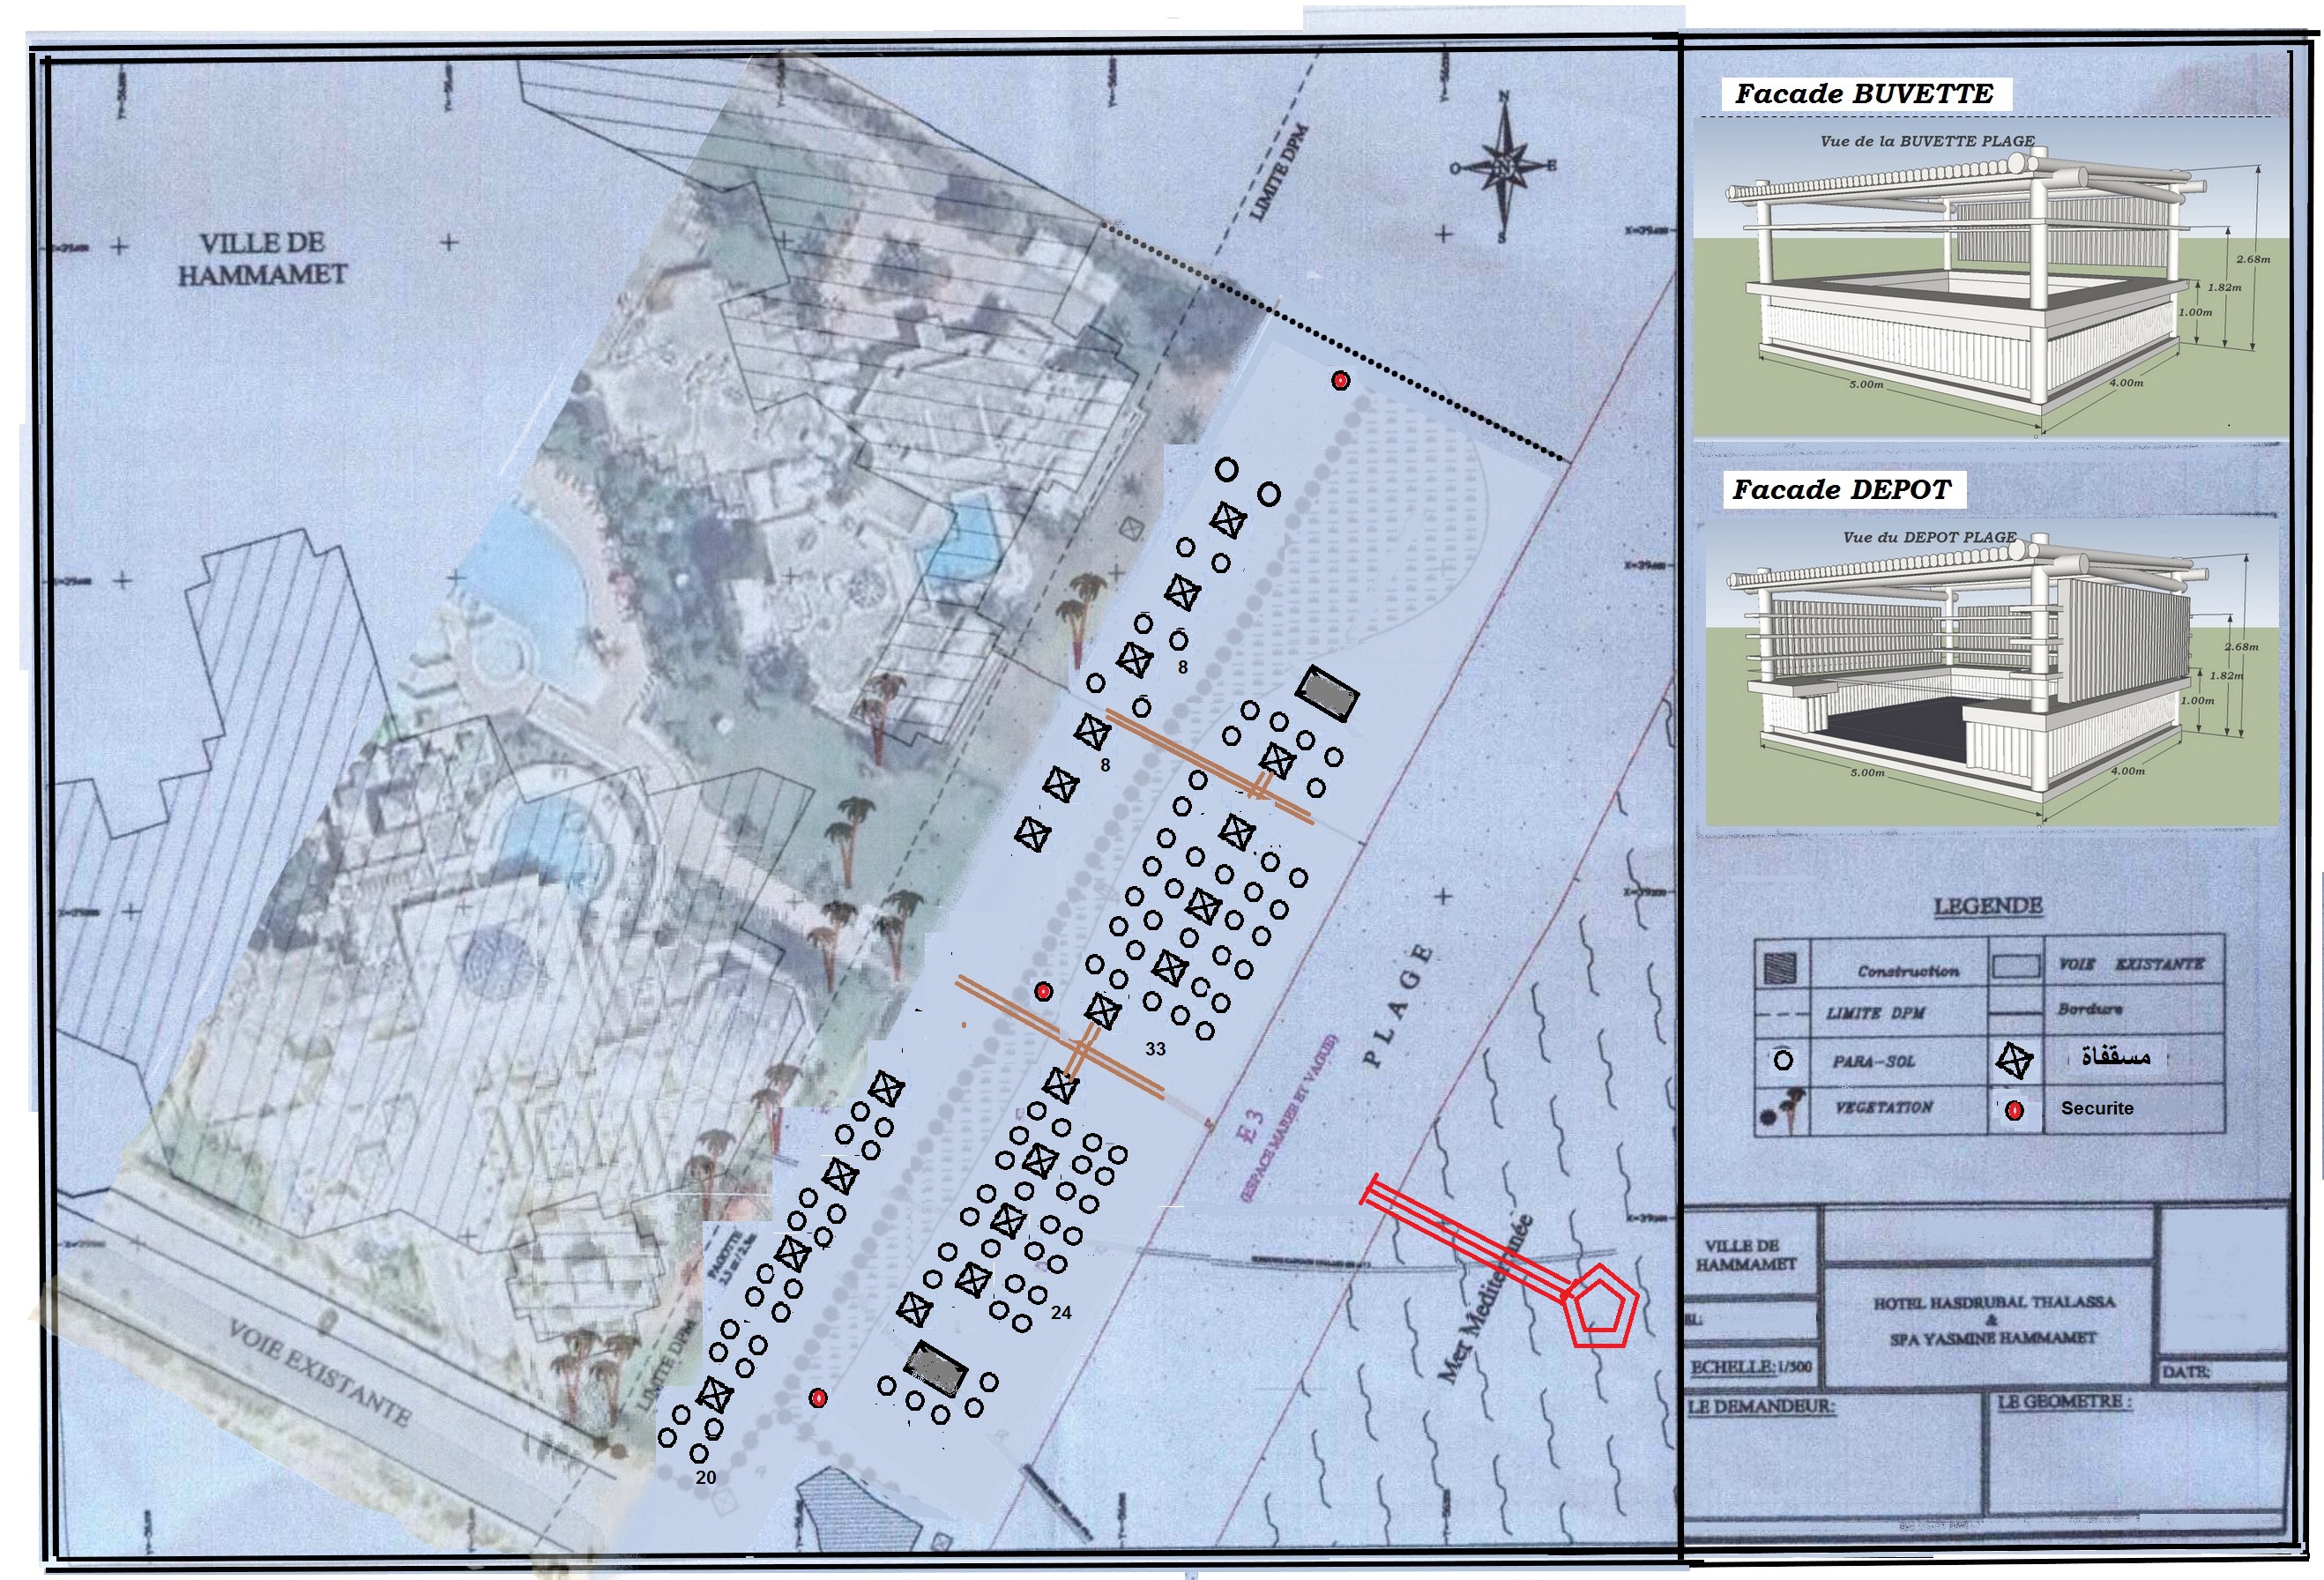 VILLE DE
HAMMAMET
LIMITE DPM
N
O
E
S
8
8
33
24
20
PLAGE
E 3
(ESPACE MAREE ET VAGUE)
Mer Mediterranée
PAGOTTE
LIMITE DPM
VOIE EXISTANTE
Facade BUVETTE
Vue de la BUVETTE PLAGE
2.68m
1.82m
1.00m
5.00m
4.00m
Facade DEPOT
Vue du DEPOT PLAGE
2.68m
1.82m
1.00m
5.00m
4.00m
LEGENDE
Construction
VOIE EXISTANTE
LIMITE DPM
Bordure
PARA-SOL
مسقفاة
VEGETATION
Securite
VILLE DE
HAMMAMET
HOTEL HASDRUBAL THALASSA
&
SPA YASMINE HAMMAMET
ECHELLE:1/500
DATE:
LE DEMANDEUR:
LE GEOMETRE :